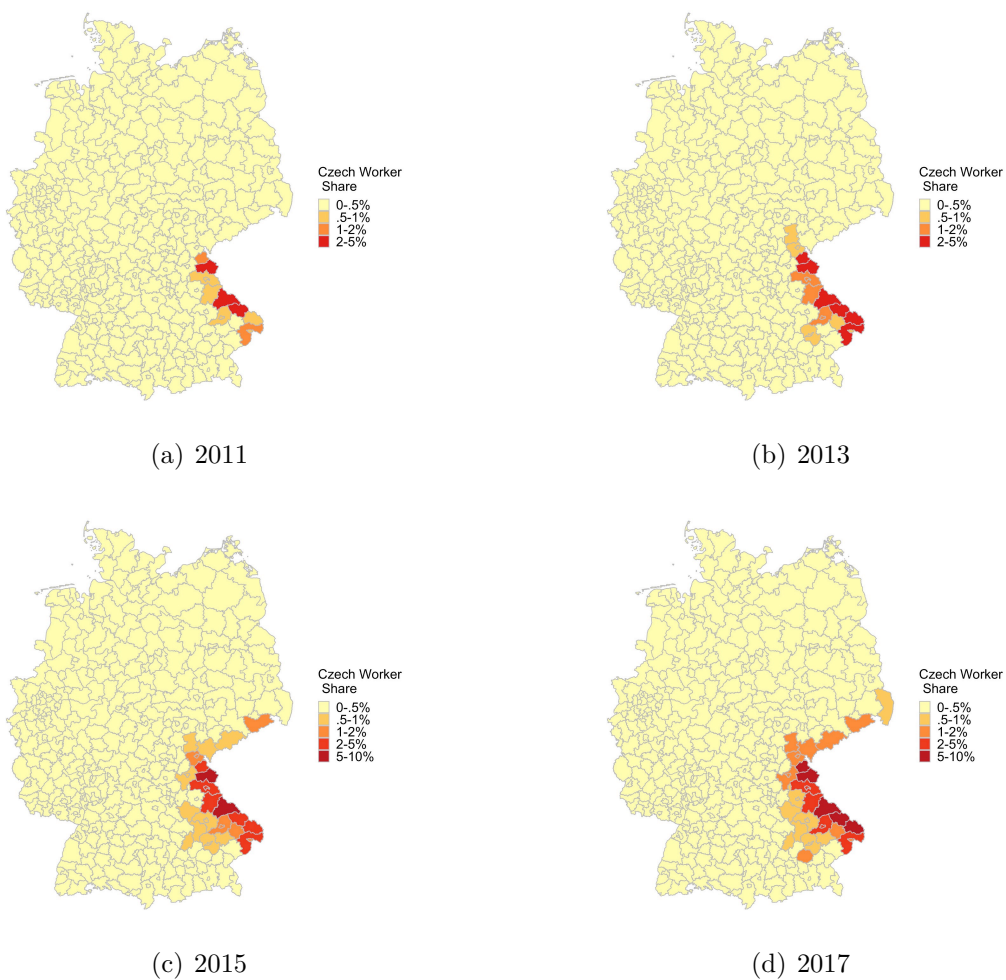 Czech Worker
Share
0-.5%
.5-1%
1-2%
2-5%
(a) 2011
Czech Worker
Share
0-.5%
.5-1%
1-2%
2-5%
(b) 2013
Czech Worker
Share
0-.5%
.5-1%
1-2%
2-5%
5-10%
(c) 2015
Czech Worker
Share
0-.5%
.5-1%
1-2%
2-5%
5-10%
(d) 2017